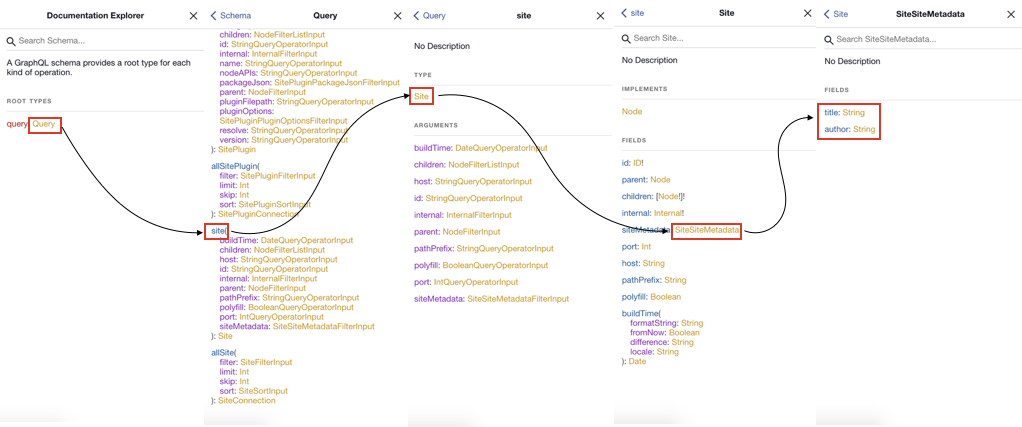 Documentation Explorer
Search Schema...
A GraphQL schema provides a root type for each
kind of operation.
ROOT TYPES
query: Query
Schema
Query
children: NodeFilterListInput
id: StringQueryOperatorInput
internal: InternalFilterInput
name: StringQueryOperatorInput
nodeAPIs: StringQueryOperatorInput
packageJson: SitePluginPackageJsonFilterInput
parent: NodeFilterInput
pluginFilepath: StringQueryOperatorInput
pluginOptions:
SitePluginPluginOptionsFilterInput
resolve: StringQueryOperatorInput
version: StringQueryOperatorInput
): SitePlugin
allSitePlugin(
filter: SitePluginFilterInput
limit: Int
skip: Int
sort: SitePluginSortInput
): SitePluginConnection
site(
buildTime: DateQueryOperatorInput
children: NodeFilterListInput
host: StringQueryOperatorInput
id: StringQueryOperatorInput
internal: InternalFilterInput
parent: NodeFilterInput
pathPrefix: StringQueryOperatorInput
polyfill: BooleanQueryOperatorInput
port: IntQueryOperatorInput
siteMetadata: SiteSiteMetadataFilterInput
): Site
allSite(
filter: SiteFilterInput
limit: Int
skip: Int
sort: SiteSortInput
): SiteConnection
Query
site
No Description
TYPE
Site
ARGUMENTS
buildTime: DateQueryOperatorInput
children: NodeFilterListInput
host: StringQueryOperatorInput
id: StringQueryOperatorInput
internal: InternalFilterInput
parent: NodeFilterInput
pathPrefix: StringQueryOperatorInput
polyfill: BooleanQueryOperatorInput
port: IntQueryOperatorInput
siteMetadata: SiteSiteMetadataFilterInput
site
Site
Search Site...
No Description
IMPLEMENTS
Node
FIELDS
id: ID!
parent: Node
children: [Node!]!
internal: Internal!
siteMetadata: SiteSiteMetadata
port: Int
host: String
pathPrefix: String
polyfill: Boolean
buildTime(
formatString: String
fromNow: Boolean
difference: String
locale: String
): Date
Site
SiteSiteMetadata
Search SiteSiteMetadata...
No Description
FIELDS
title: String
author: String